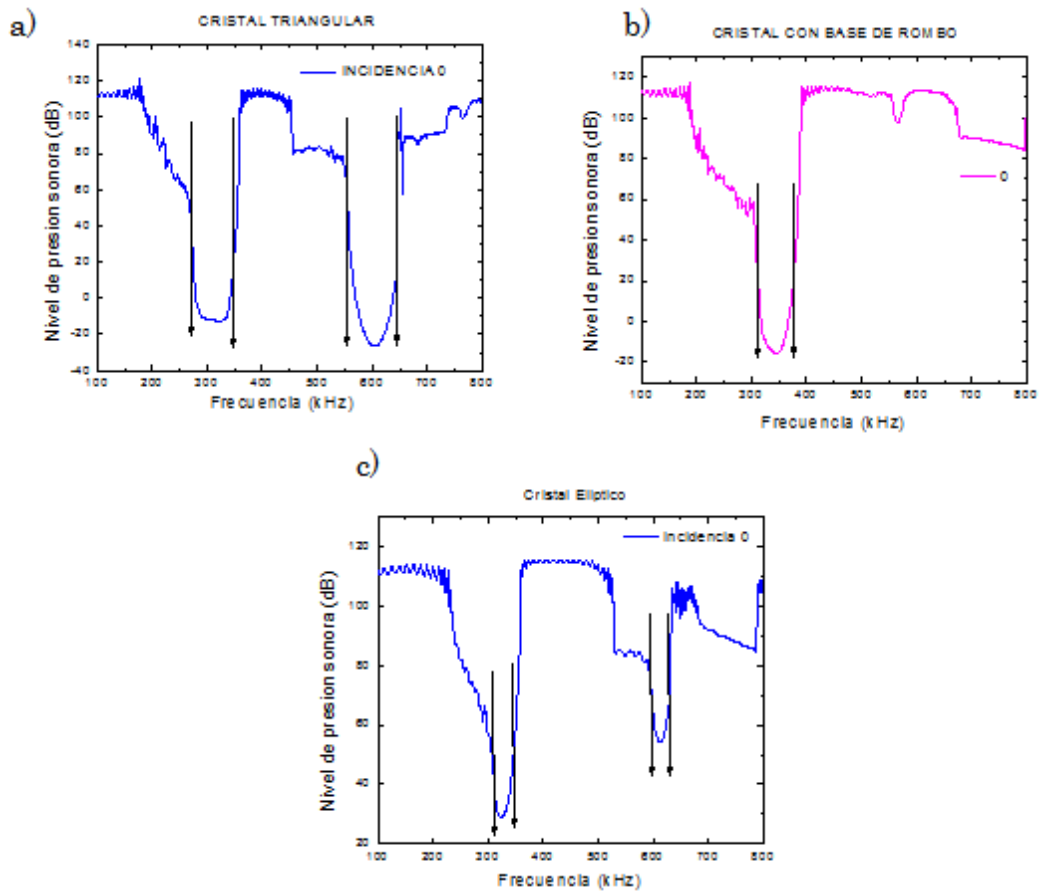 a)
CRISTAL TRIANGULAR
INCIDENCIA 0
Nivel de presion sonora (dB)
140
120
100
80
60
40
20
0
-20
-40
100 200 300 400 500 600 700 800
Frecuencia (kHz)
b)
CRISTAL CON BASE DE ROMBO
0
Nivel de presion sonora (dB)
120
100
80
60
40
20
0
-20
100 200 300 400 500 600 700 800
Frecuencia (kHz)
c)
Cristal Eliptico
Incidencia 0
Nivel de presion sonora (dB)
120
100
80
60
40
20
100 200 300 400 500 600 700 800
Frecuencia (kHz)